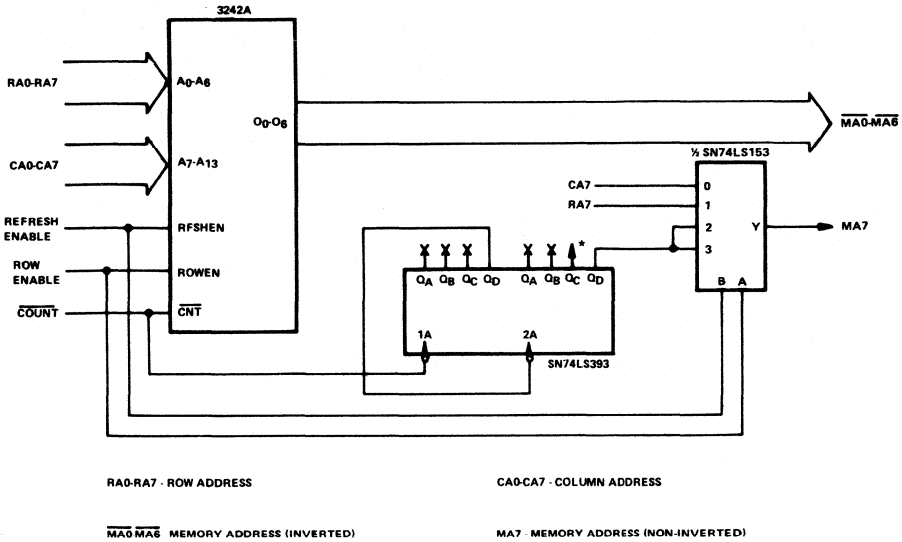 3242A
RA0-RA7
A0-A6
O0-O6
MA0-MA6
CA0-CA7
A7-A13
½ SN74LS153
CA7
0
RA7
1
2
Y
MA7
3
REFRESH
ENABLE
RFSHEN
ROW
ENABLE
ROWEN
*
QA QB QC QD QA QB QC QD
B A
COUNT
CNT
1A
2A
SN74LS393
RA0-RA7 - ROW ADDRESS
CA0-CA7 - COLUMN ADDRESS
MA0 MA6 MEMORY ADDRESS (INVERTED)
MA7 - MEMORY ADDRESS (NON-INVERTED)